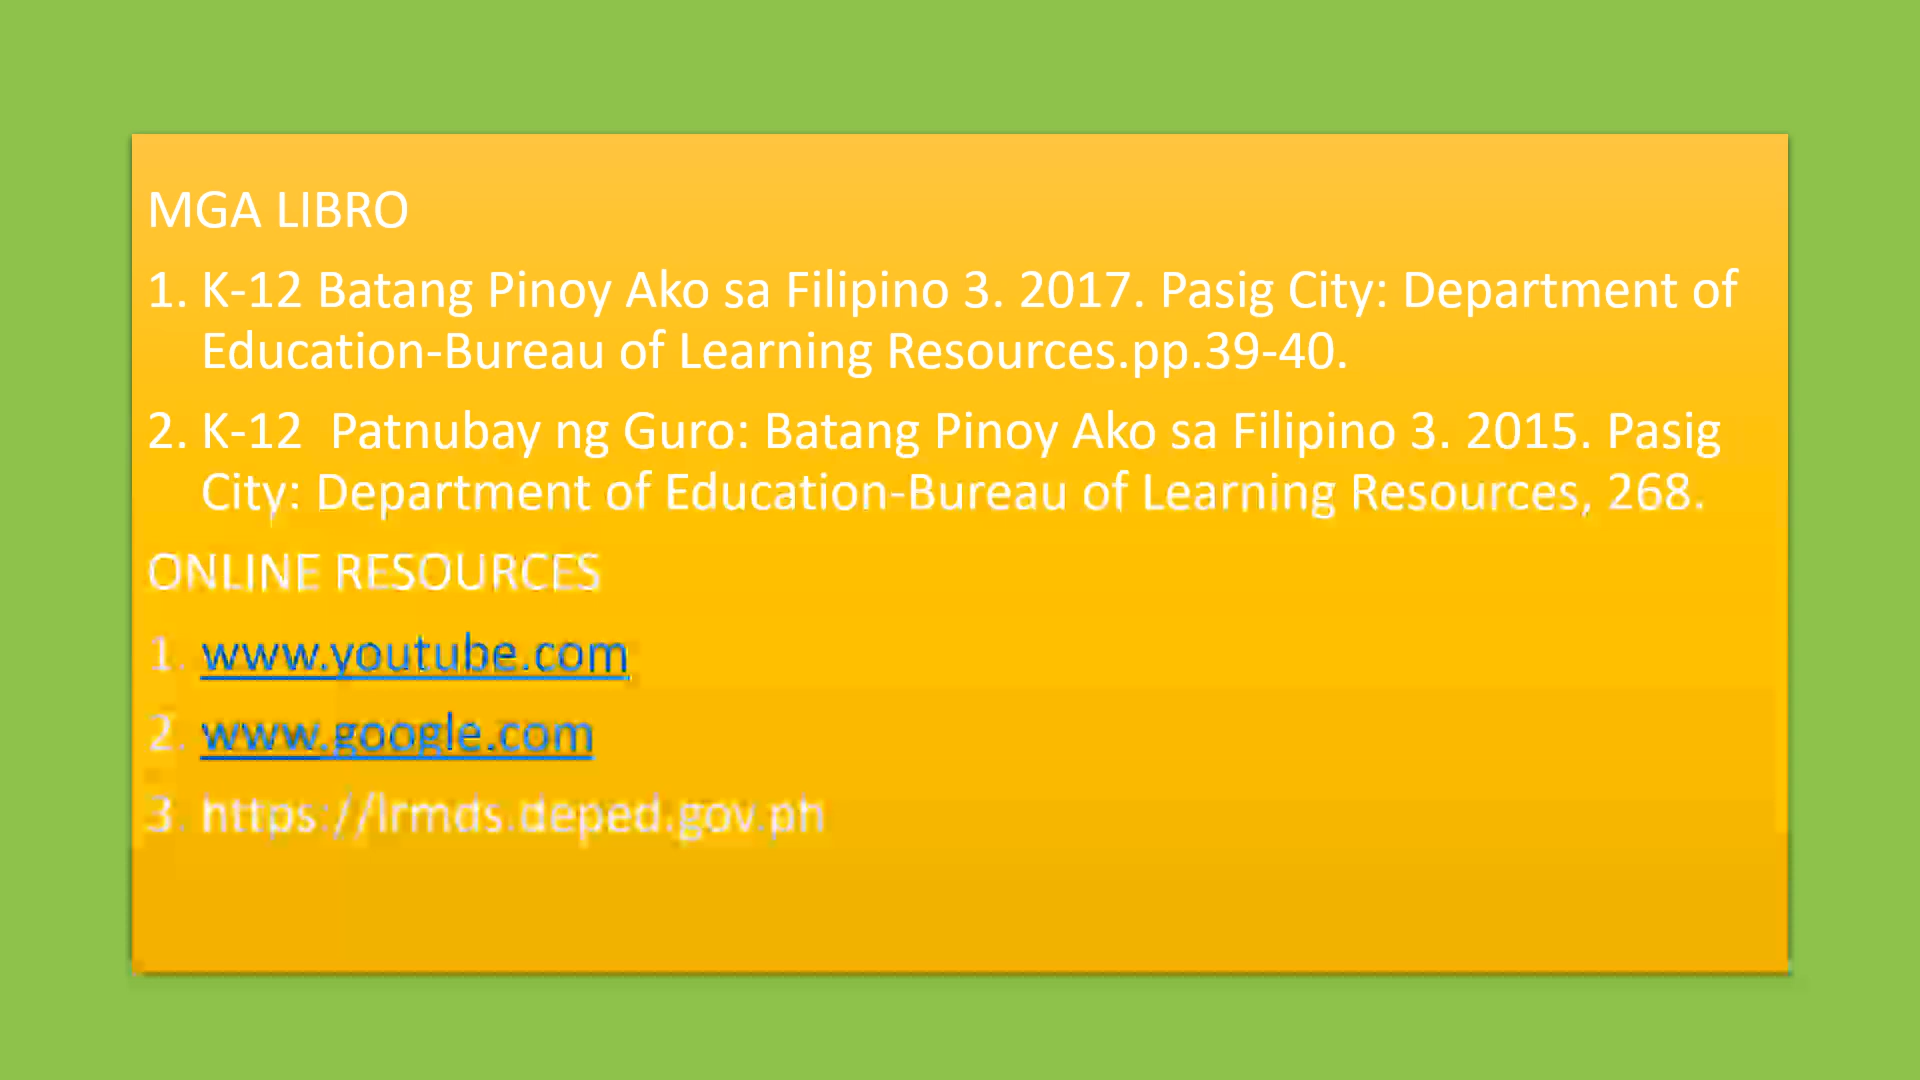 MGA LIBRO
1. K-12 Batang Pinoy Ako sa Filipino 3. 2017. Pasig City: Department of
Education-Bureau of Learning Resources.pp.39-40.
2. K-12  Patnubay ng Guro: Batang Pinoy Ako sa Filipino 3. 2015. Pasig
City: Department of Education-Bureau of Learning Resources, 268.
ONLINE RESOURCES
1. www.youtube.com
2. www.google.com
3. https://lrmds.deped.gov.ph